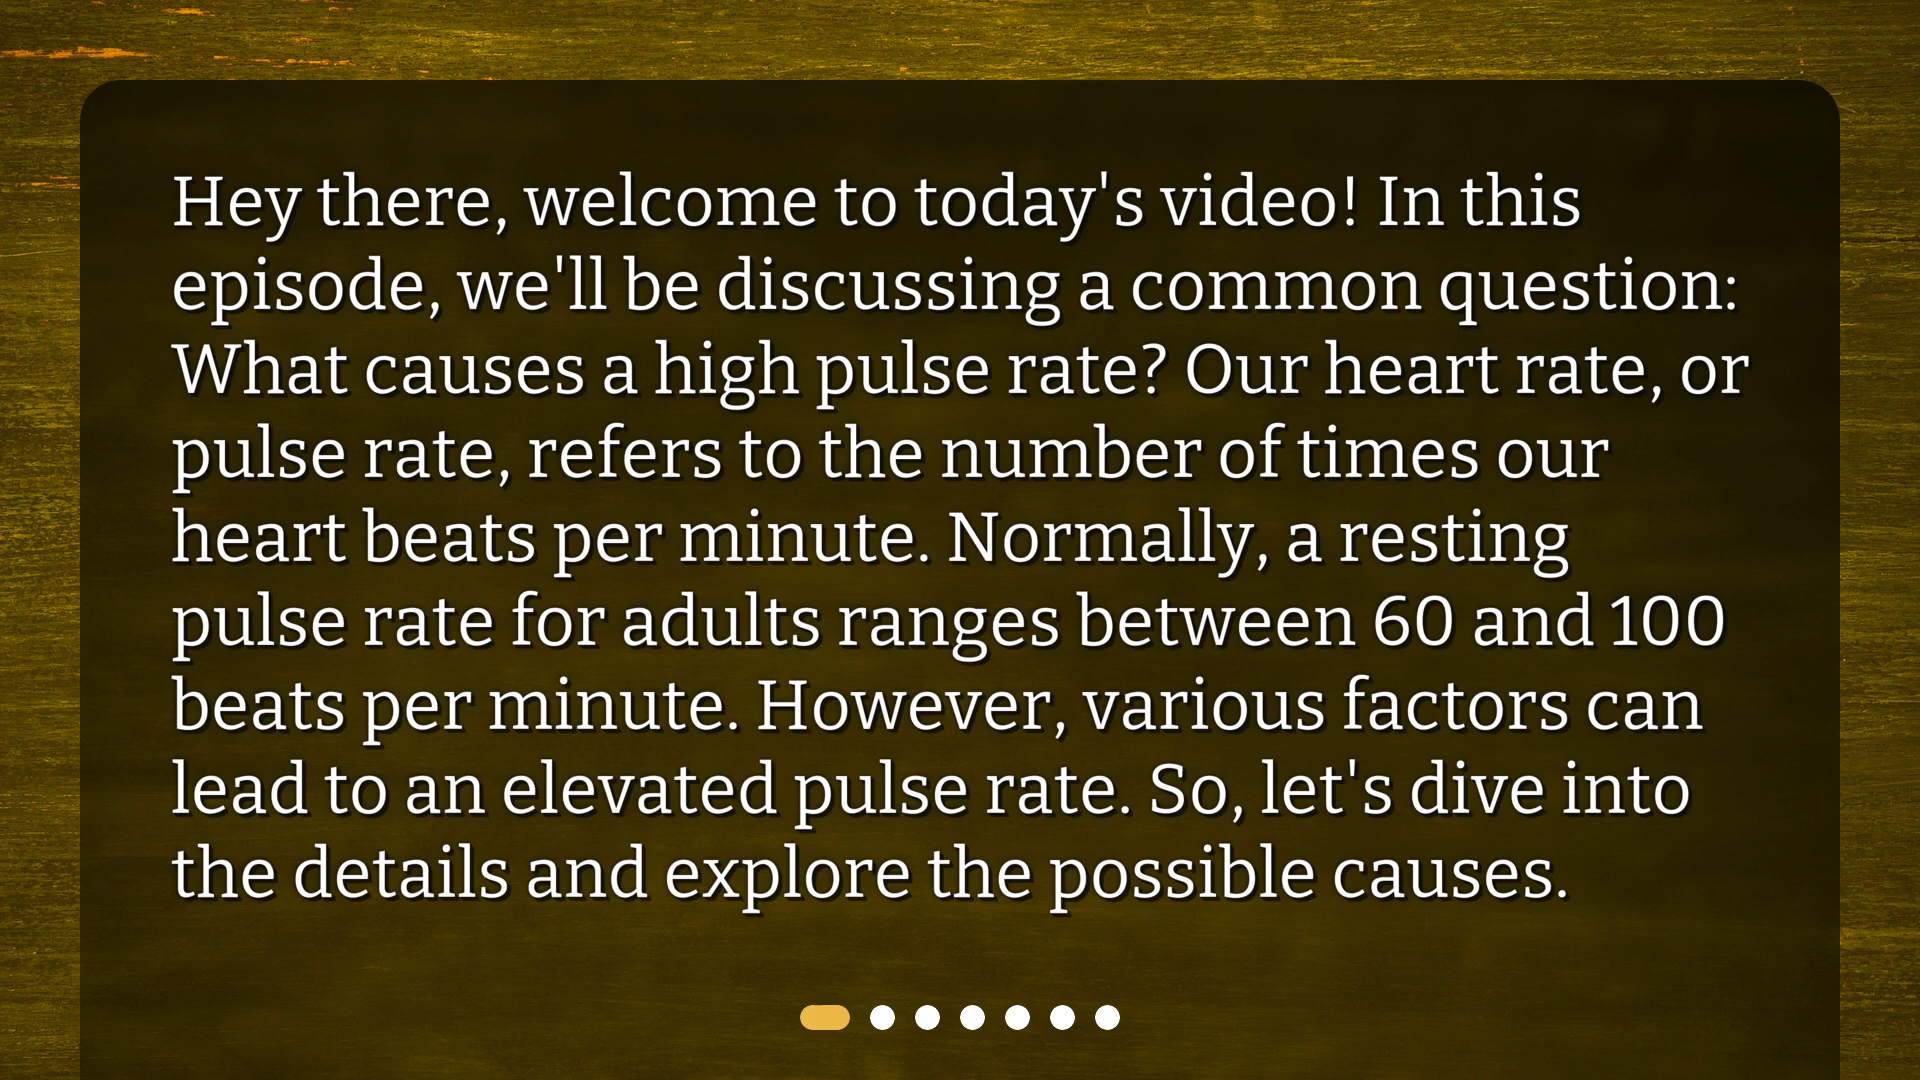 Hey there, welcome to today's video! In this
episode, we'll be discussing a common question:
What causes a high pulse rate? Our heart rate, or
pulse rate, refers to the number of times our
heart beats per minute. Normally, a resting
pulse rate for adults ranges between 60 and 100
beats per minute. However, various factors can
lead to an elevated pulse rate. So, let's dive into
the details and explore the possible causes.